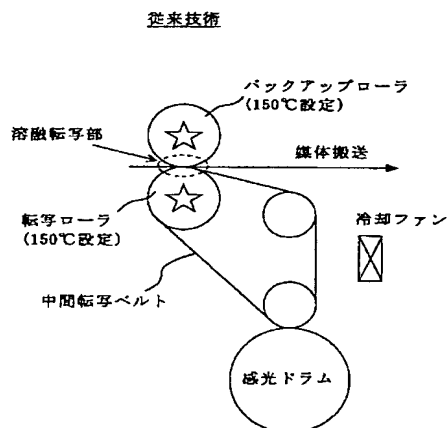 従来技術
バックアップローラ
(150℃設定)
溶融転写部
媒体搬送
転写ローラ
(150℃設定)
冷却ファン
中間転写ベルト
感光ドラム